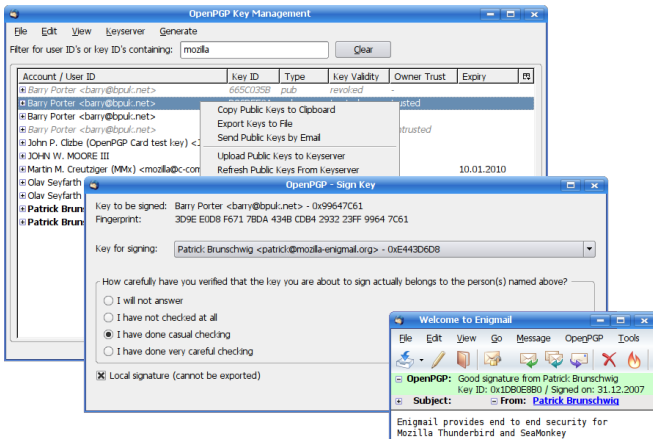 OpenPGP Key Management
File Edit View Keyserver Generate
Filter for user ID's or key ID's containing: mozilla Clear
Account / User ID Key ID Type Key Validity Owner Trust Expiry
Barry Porter <barry@bpuk.net> 665C035B pub revoked -
Barry Porter <barry@bpuk.net> trusted
Barry Porter <barry@bpuk.net> untrusted
John P. Clizbe (OpenPGP Card test key) <J
JOHN W. MOORE III
Martin M. Creutziger (MMx) <mozilla@c-com 10.01.2010
Olav Seyfarth
Olav Seyfarth
Patrick Bruns
Patrick Bruns
Copy Public Keys to Clipboard
Export Keys to File
Send Public Keys by Email
Upload Public Keys to Keyserver
Refresh Public Keys From Keyserver
OpenPGP - Sign Key
Key to be signed: Barry Porter <barry@bpuk.net> - 0x99647C61
Fingerprint: 3D9E E0D8 F671 7BDA 434B CDB4 2932 23FF 9964 7C61
Key for signing: Patrick Brunschwig <patrick@mozilla-enigmail.org> - 0xE443D6D8
How carefully have you verified that the key you are about to sign actually belongs to the person(s) named above?
I will not answer
I have not checked at all
I have done casual checking
I have done very careful checking
Local signature (cannot be exported)
Welcome to Enigmail
File Edit View Go Message OpenPGP Tools
OpenPGP: Good signature from Patrick Brunschwig
Key ID: 0x1DB0E8B0 / Signed on: 31.12.2007
Subject: From: Patrick Brunschwig
Enigmail provides end to end security for
Mozilla Thunderbird and SeaMonkey